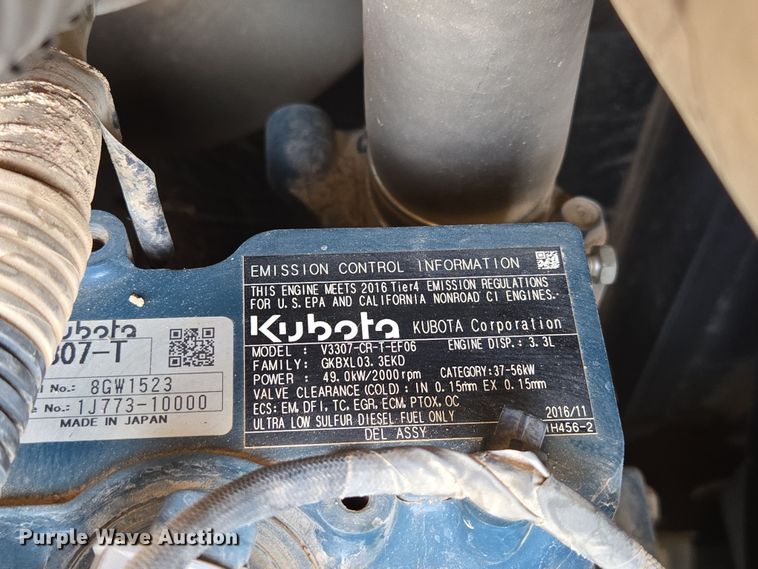 EMISSION CONTROL INFORMATION
THIS ENGINE MEETS 2016 Tier4 EMISSION REGULATIONS
FOR U.S.EPA AND CALIFORNIA NONROAD CI ENGINES.
Kubota KUBOTA Corporation
MODEL : V3307-CR-T-EF06 ENGINE DISP.: 3.3L
FAMILY: GKBXL03.3EKD
POWER : 49.0kW/2000rpm CATEGORY:37-56kW
VALVE CLEARANCE(COLD): IN 0.15mm EX 0.15mm
ECS: EM, DFI, TC, EGR, ECM, PTOX, OC
ULTRA LOW SULFUR DIESEL FUEL ONLY 2016/11
DEL ASSY 1H456-2
Kubota
307-T
No.: 8GW1523
: 1J773-10000
MADE IN JAPAN
Purple Wave Auction